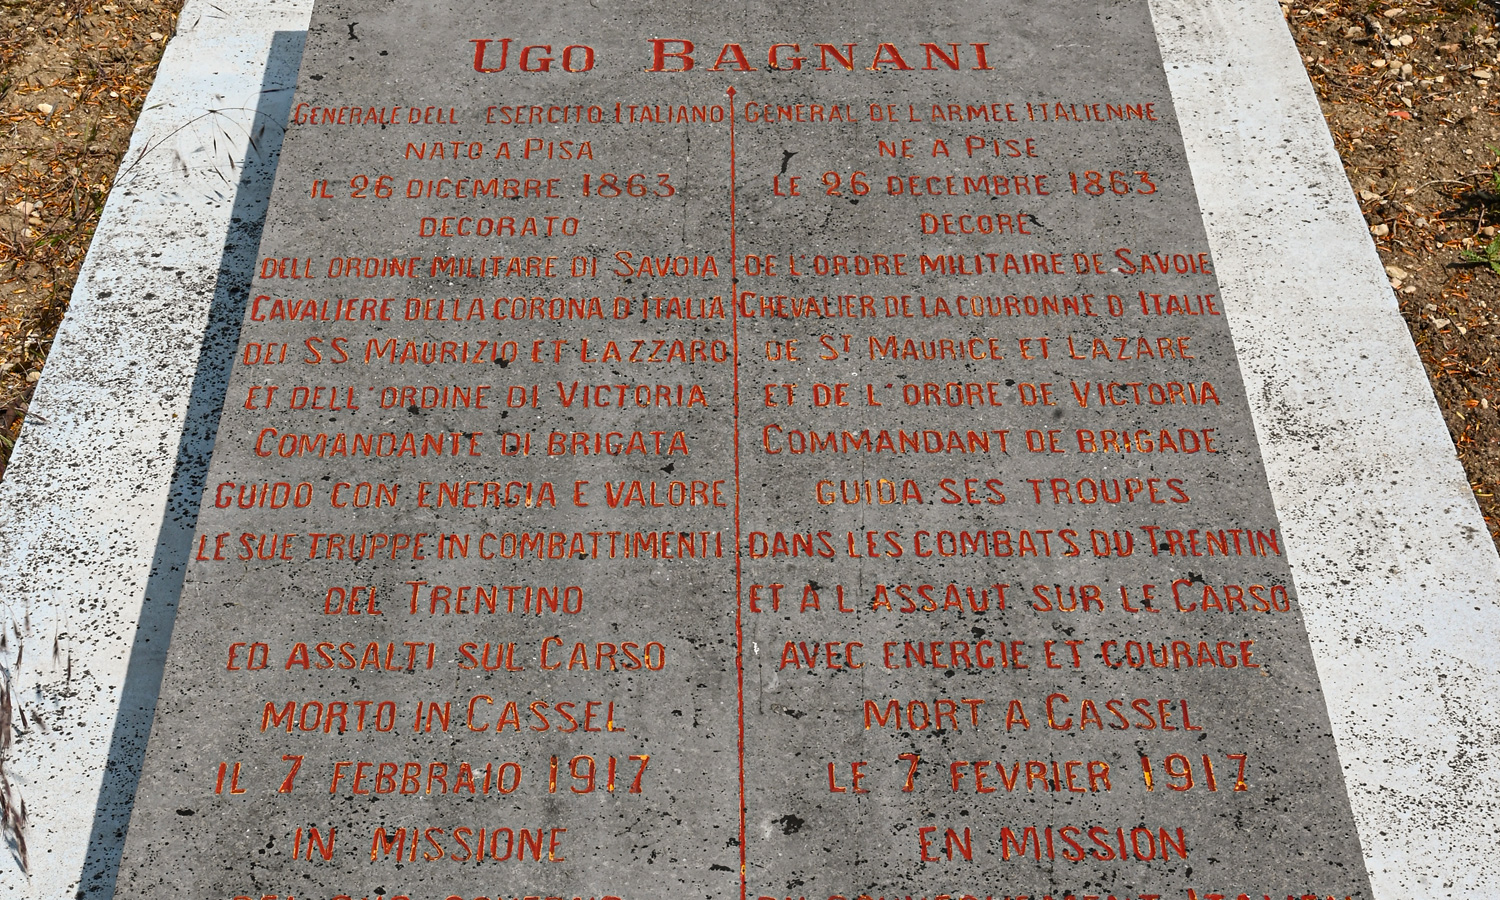 UGO BAGNANI
GENERALE DELL ESERCITO ITALIANO
NATO A PISA
IL 26 DICEMBRE 1863
DECORATO
DELL ORDINE MILITARE DI SAVOIA
CAVALIERE DELLA CORONA D ITALIA
DEI SS MAURIZIO ET LAZZARO
ET DELL'ORDINE DI VICTORIA
COMANDANTE DI BRIGATA
GUIDO CON ENERGIA E VALORE
LE SUE TRUPPE IN COMBATTIMENTI
DEL TRENTINO
ED ASSALTI SUL CARSO
MORTO IN CASSEL
IL 7 FEBBRAIO 1917
IN MISSIONE
DEL SUO GOVERNO
GENERAL DE L ARMEE ITALIENNE
NE A PISE
LE 26 DECEMBRE 1863
DECORE
DE L'ORDRE MILITAIRE DE SAVOIE
CHEVALIER DE LA COURONNE D ITALIE
DE ST MAURICE ET LAZARE
ET DE L'ORDRE DE VICTORIA
COMMANDANT DE BRIGADE
GUIDA SES TROUPES
DANS LES COMBATS DU TRENTIN
ET A L ASSAUT SUR LE CARSO
AVEC ENERGIE ET COURAGE
MORT A CASSEL
LE 7 FEVRIER 1917
EN MISSION
DU GOUVERNEMENT ITALIEN